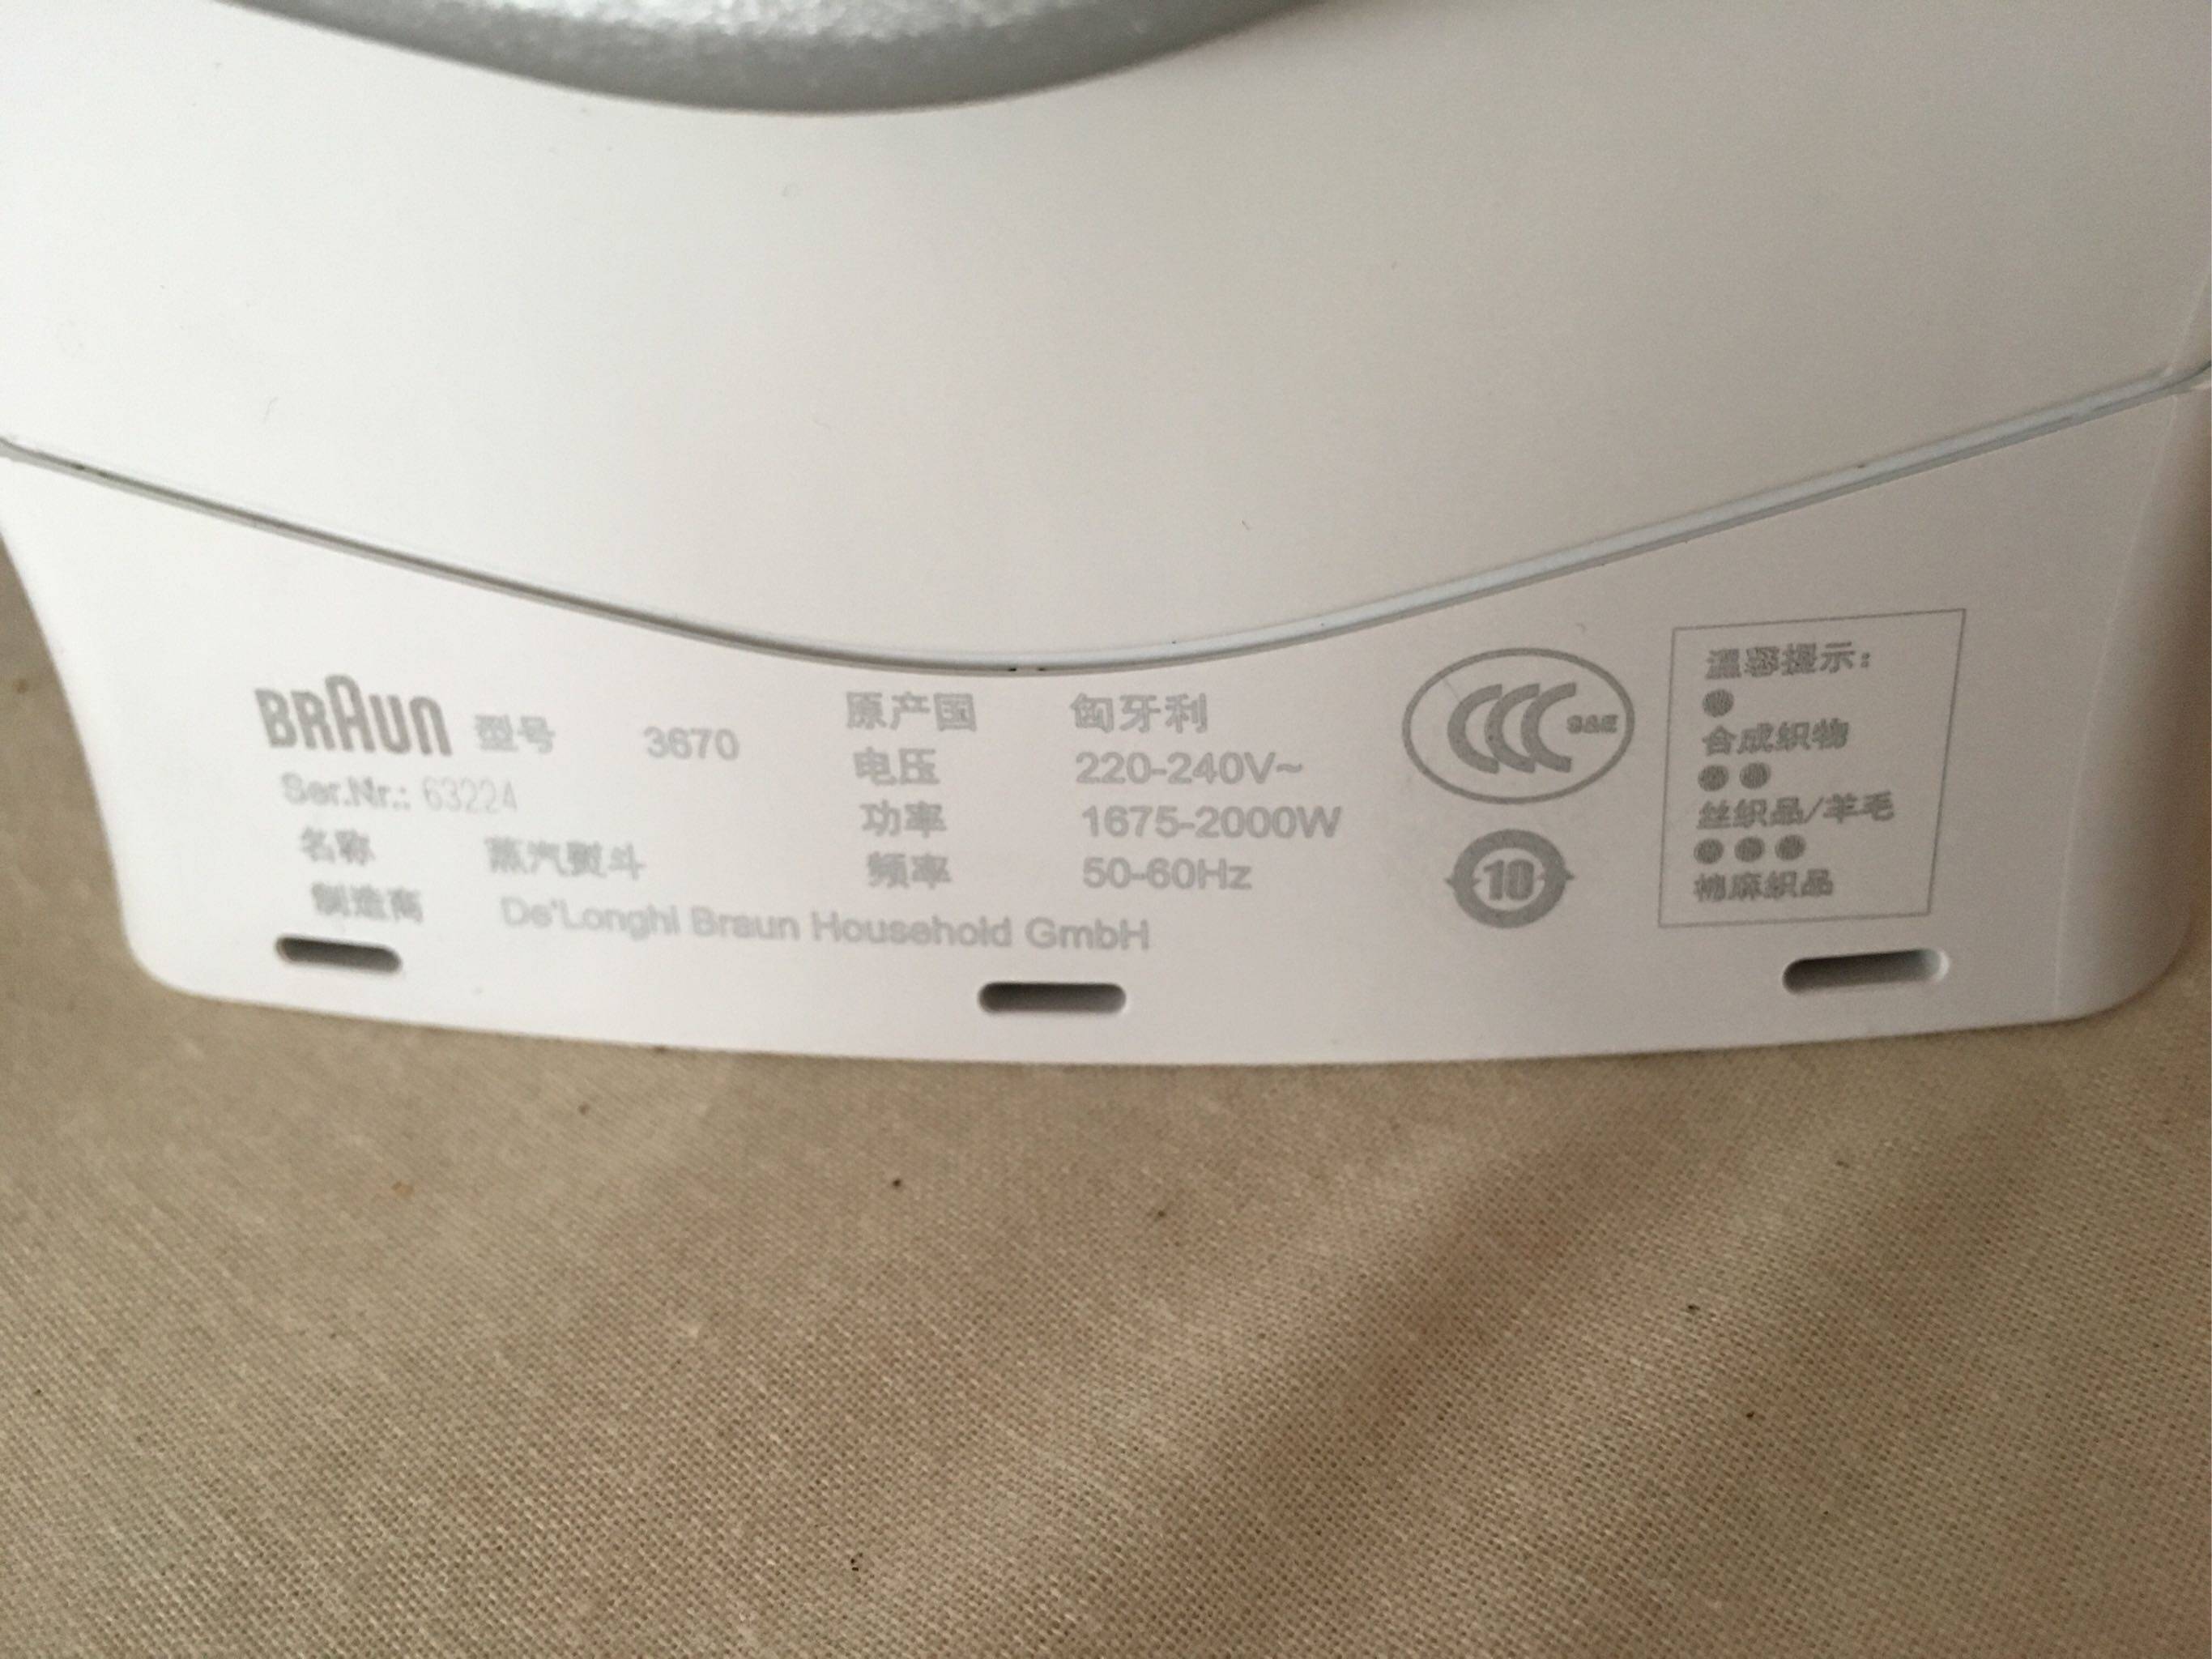 BRAUN 型号 3670
Ser.Nr.: 63224
名称 蒸汽熨斗
制造商 De'Longhi Braun Household GmbH
原产国 匈牙利
电压 220-240V~
功率 1675-2000W
频率 50-60Hz
CCC S&E
10
温馨提示:
合成织物
丝织品/羊毛
棉麻织品